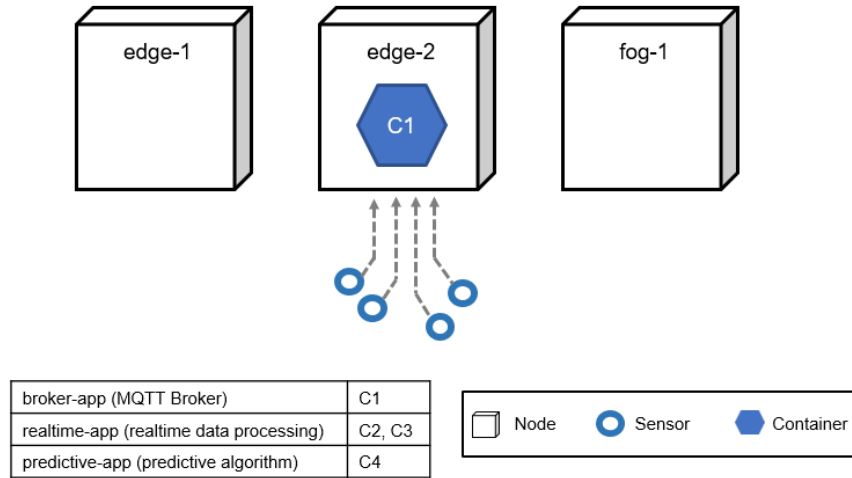 edge-1 edge-2 fog-1
C1
broker-app (MQTT Broker) C1
realtime-app (realtime data processing) C2, C3
predictive-app (predictive algorithm) C4
Node Sensor Container